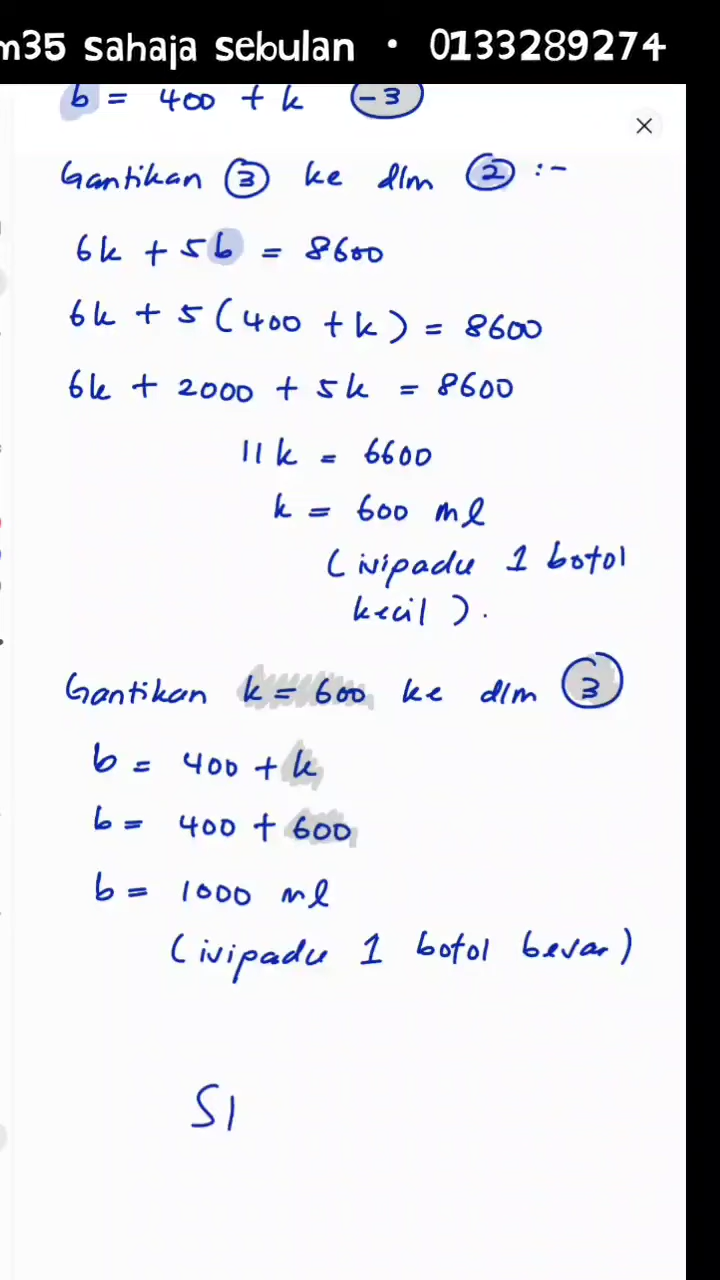 m35 sahaja sebulan • 0133289274
b = 400 + k (-3)
Gantikan (3) ke dlm (2) :-
6k + 5b = 8600
6k + 5(400 + k) = 8600
6k + 2000 + 5k = 8600
11k = 6600
k = 600 ml
(isipadu 1 botol
kecil).
Gantikan k = 600 ke dlm (3)
b = 400 + k
b = 400 + 600
b = 1000 ml
(isipadu 1 botol besar)
SI